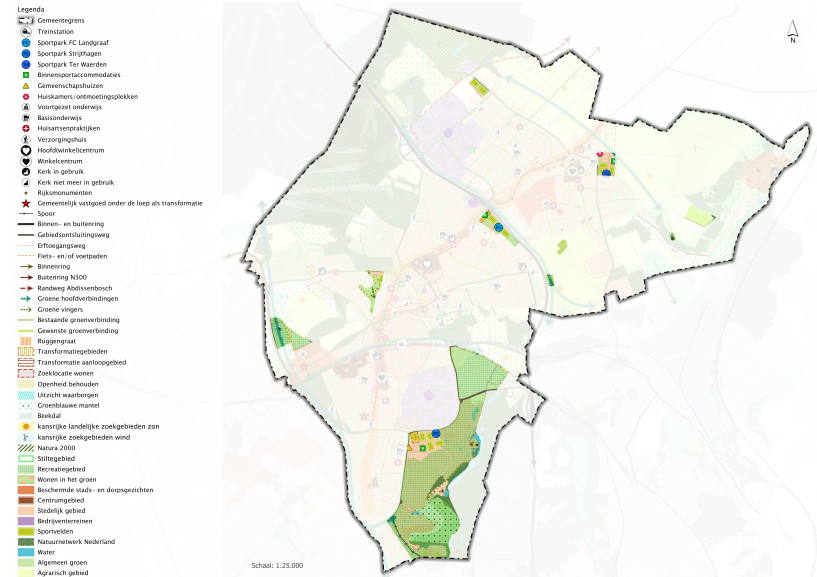 Legenda
Gemeentegrens
Treinstation
Sportpark FC Landgraaf
Sportpark Strijthagen
Sportpark Ter Waerden
Binnensportaccommodaties
Gemeenschapshuizen
Huiskamers/ontmoetingsplekken
Voortgezet onderwijs
Basisonderwijs
Huisartsenpraktijken
Verzorgingshuis
Hoofd(winkel)centrum
Winkelcentrum
Kerk in gebruik
Kerk niet meer in gebruik
Rijksmonumenten
Gemeentelijk vastgoed onder de loep als transformatie
Spoor
Binnen- en buitenring
Gebiedsontsluitingsweg
Erftoegangsweg
Fiets- en/of voetpaden
Binnenring
Buitenring N300
Randweg Abdissenbosch
Groene hoofdverbindingen
Groene vingers
Bestaande groenverbinding
Gewenste groenverbinding
Ruggengraat
Transformatiegebieden
Transformatie aanloopgebied
Zoeklocatie wonen
Openheid behouden
Uitzicht waarborgen
Groenblauwe mantel
Beekdal
kansrijke landelijke zoekgebieden zon
kansrijke zoekgebieden wind
Natura 2000
Stiltegebied
Recreatiegebied
Wonen in het groen
Beschermde stads- en dorpsgezichten
Centrumgebied
Stedelijk gebied
Bedrijventerreinen
Sportvelden
Natuurnetwerk Nederland
Water
Algemeen groen
Agrarisch gebied
N
Schaal: 1:25.000